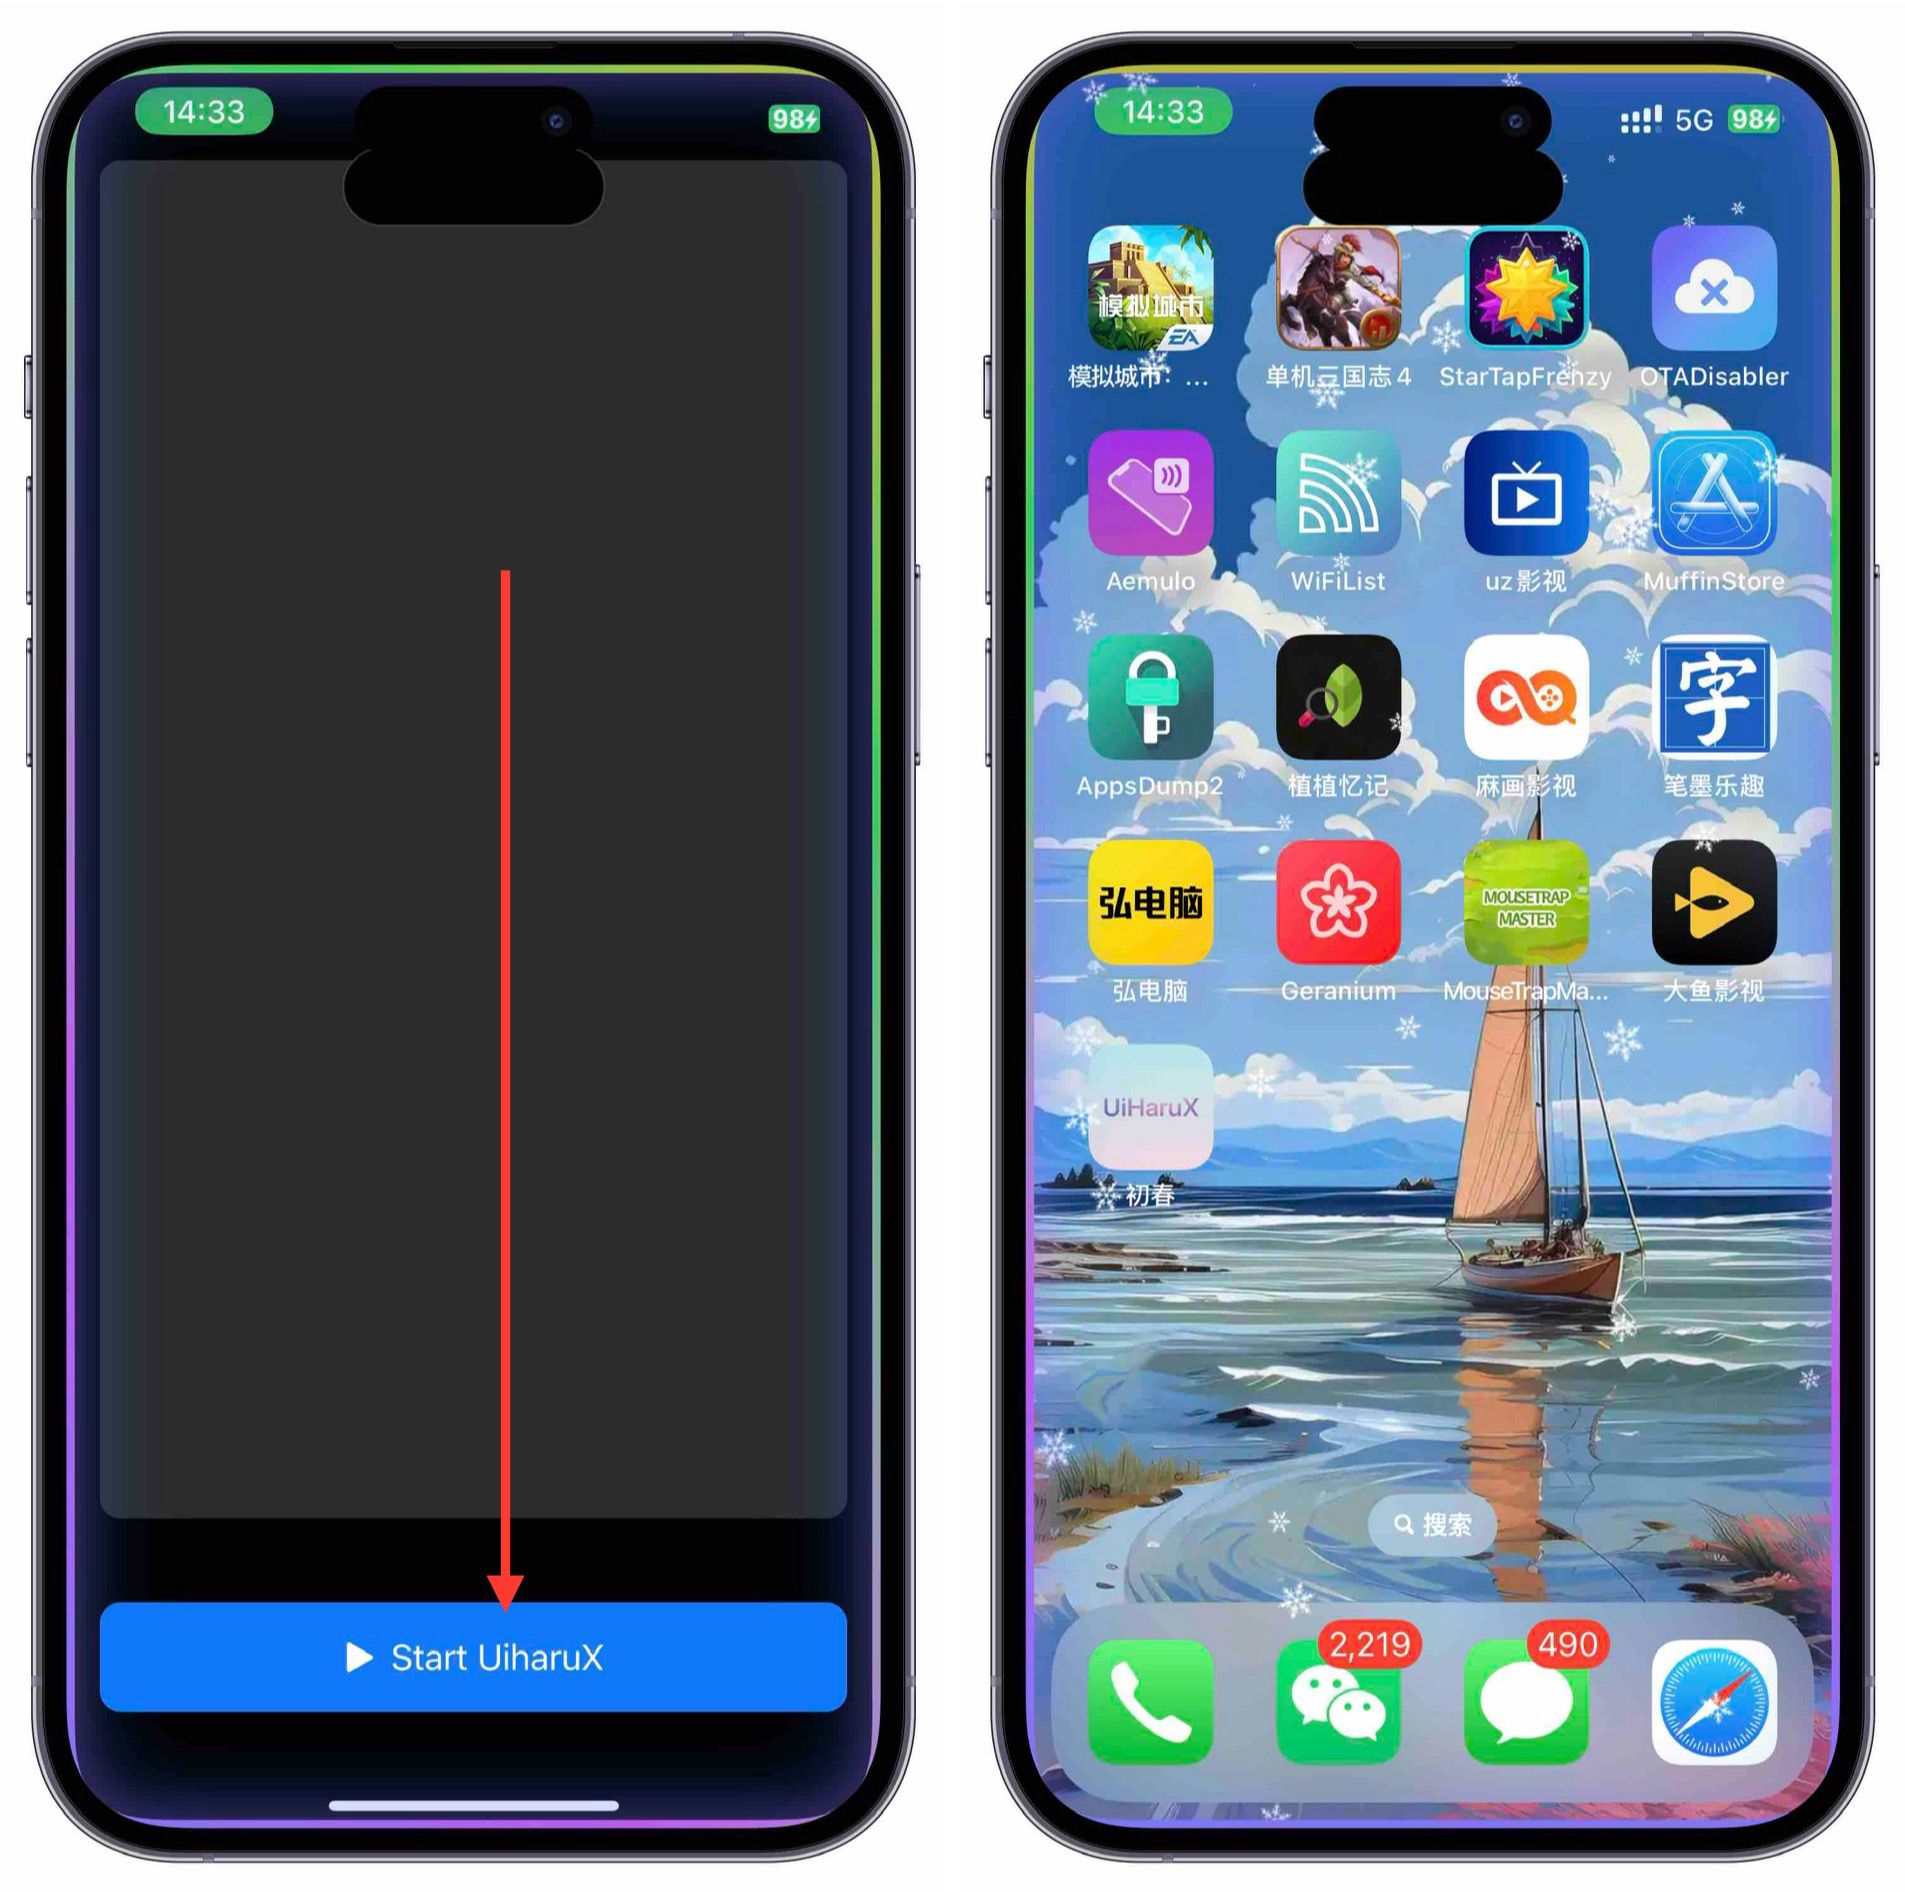 14:33
98
Start UiharuX
14:33
5G 98
模拟城市
EA
模拟城市：...
单机三国志4
StarTapFrenzy
OTADisabler
Aemulo
WiFiList
uz影视
MuffinStore
字
AppsDump2
植植忆记
麻画影视
笔墨乐趣
弘电脑
MOUSETRAP
MASTER
弘电脑
Geranium
MouseTrapMa...
大鱼影视
UiHaruX
初春
搜索
2,219
490